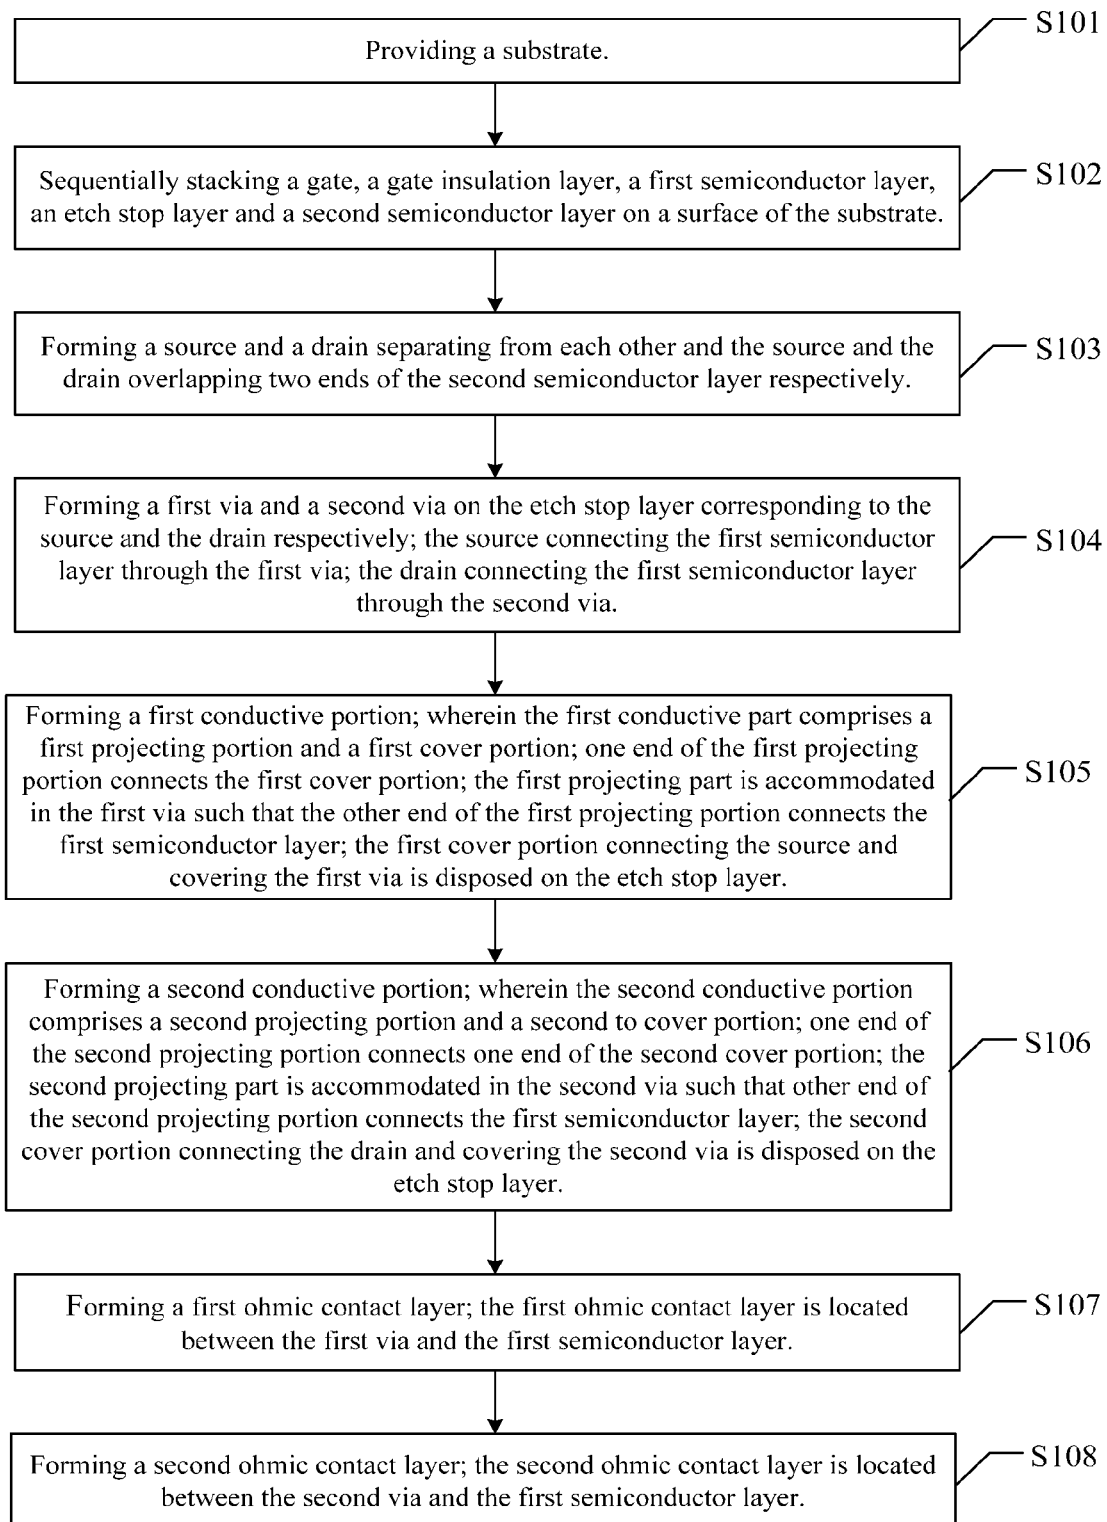 S101
Providing a substrate.
S102
Sequentially stacking a gate, a gate insulation layer, a first semiconductor layer,
an etch stop layer and a second semiconductor layer on a surface of the substrate.
S103
Forming a source and a drain separating from each other and the source and the
drain overlapping two ends of the second semiconductor layer respectively.
S104
Forming a first via and a second via on the etch stop layer corresponding to the
source and the drain respectively; the source connecting the first semiconductor
layer through the first via; the drain connecting the first semiconductor layer
through the second via.
S105
Forming a first conductive portion; wherein the first conductive part comprises a
first projecting portion and a first cover portion; one end of the first projecting
portion connects the first cover portion; the first projecting part is accommodated
in the first via such that the other end of the first projecting portion connects the
first semiconductor layer; the first cover portion connecting the source and
covering the first via is disposed on the etch stop layer.
S106
Forming a second conductive portion; wherein the second conductive portion
comprises a second projecting portion and a second to cover portion; one end of
the second projecting portion connects one end of the second cover portion; the
second projecting part is accommodated in the second via such that other end of
the second projecting portion connects the first semiconductor layer; the second
cover portion connecting the drain and covering the second via is disposed on the
etch stop layer.
S107
Forming a first ohmic contact layer; the first ohmic contact layer is located
between the first via and the first semiconductor layer.
S108
Forming a second ohmic contact layer; the second ohmic contact layer is located
between the second via and the first semiconductor layer.